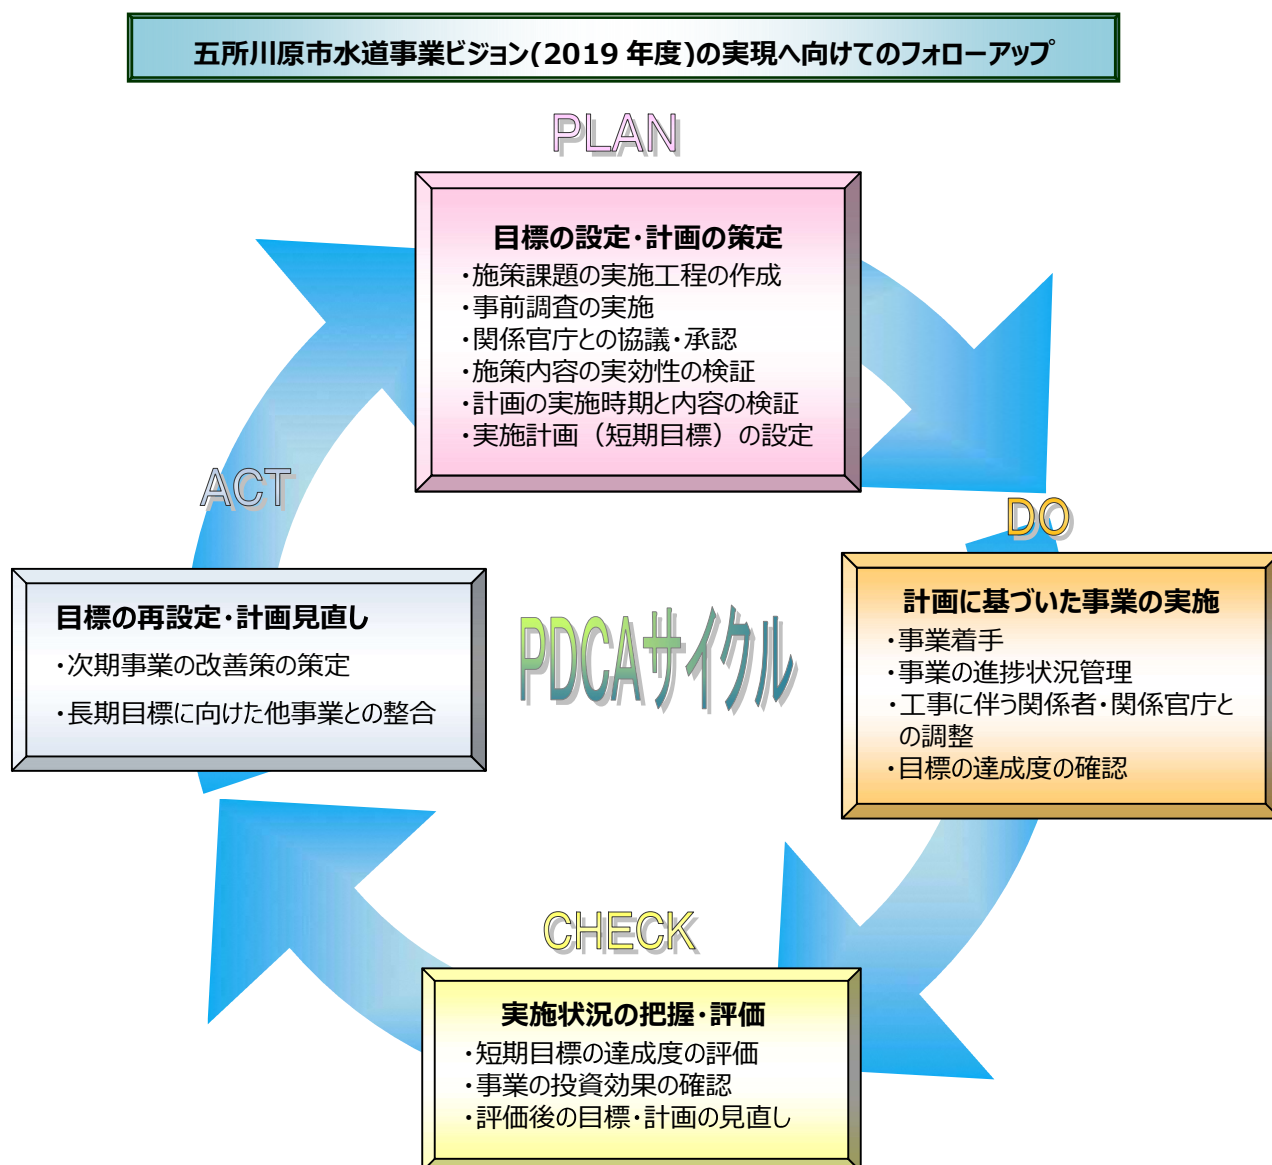 五所川原市水道事業ビジョン(2019 年度)の実現へ向けてのフォローアップ
PLAN
目標の設定・計画の策定
・施策課題の実施工程の作成
・事前調査の実施
・関係官庁との協議・承認
・施策内容の実効性の検証
・計画の実施時期と内容の検証
・実施計画（短期目標）の設定
DO
計画に基づいた事業の実施
・事業着手
・事業の進捗状況管理
・工事に伴う関係者・関係官庁と
の調整
・目標の達成度の確認
PDCAサイクル
CHECK
実施状況の把握・評価
・短期目標の達成度の評価
・事業の投資効果の確認
・評価後の目標・計画の見直し
ACT
目標の再設定・計画見直し
・次期事業の改善策の策定
・長期目標に向けた他事業との整合